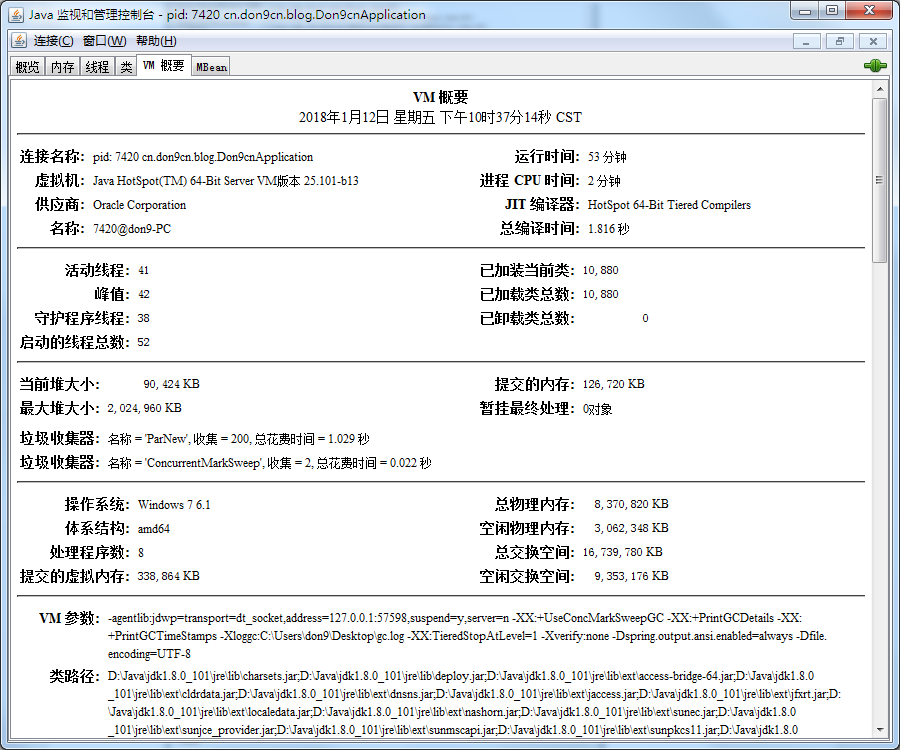 Java 监视和管理控制台 - pid: 7420 cn.don9cn.blog.Don9cnApplication
连接(C) 窗口(W) 帮助(H)
概览 内存 线程 类 VM 概要 MBean
VM 概要
2018年1月12日 星期五 下午10时37分14秒 CST
连接名称: pid: 7420 cn.don9cn.blog.Don9cnApplication 运行时间: 53 分钟
虚拟机: Java HotSpot(TM) 64-Bit Server VM版本 25.101-b13 进程 CPU 时间: 2 分钟
供应商: Oracle Corporation JIT 编译器: HotSpot 64-Bit Tiered Compilers
名称: 7420@don9-PC 总编译时间: 1.816 秒
活动线程: 41 已加装当前类: 10,880
峰值: 42 已加载类总数: 10,880
守护程序线程: 38 已卸载类总数: 0
启动的线程总数: 52
当前堆大小: 90,424 KB 提交的内存: 126,720 KB
最大堆大小: 2,024,960 KB 暂挂最终处理: 0对象
垃圾收集器: 名称 = 'ParNew', 收集 = 200, 总花费时间 = 1.029 秒
垃圾收集器: 名称 = 'ConcurrentMarkSweep', 收集 = 2, 总花费时间 = 0.022 秒
操作系统: Windows 7 6.1 总物理内存: 8,370,820 KB
体系结构: amd64 空闲物理内存: 3,062,348 KB
处理程序数: 8 总交换空间: 16,739,780 KB
提交的虚拟内存: 338,864 KB 空闲交换空间: 9,353,176 KB
VM 参数: -agentlib:jdwp=transport=dt_socket,address=127.0.0.1:57598,suspend=y,server=n -XX:+UseConcMarkSweepGC -XX:+PrintGCDetails -XX:
+PrintGCTimeStamps -Xloggc:C:\Users\don9\Desktop\gc.log -XX:TieredStopAtLevel=1 -Xverify:none -Dspring.output.ansi.enabled=always -Dfile.
encoding=UTF-8
类路径: D:\Java\jdk1.8.0_101\jre\lib\charsets.jar;D:\Java\jdk1.8.0_101\jre\lib\deploy.jar;D:\Java\jdk1.8.0_101\jre\lib\ext\access-bridge-64.jar;D:\Java\jdk1.8.0
_101\jre\lib\ext\cldrdata.jar;D:\Java\jdk1.8.0_101\jre\lib\ext\dnsns.jar;D:\Java\jdk1.8.0_101\jre\lib\ext\jaccess.jar;D:\Java\jdk1.8.0_101\jre\lib\ext\jfxrt.jar;D:
\Java\jdk1.8.0_101\jre\lib\ext\localedata.jar;D:\Java\jdk1.8.0_101\jre\lib\ext\nashorn.jar;D:\Java\jdk1.8.0_101\jre\lib\ext\sunec.jar;D:\Java\jdk1.8.0
_101\jre\lib\ext\sunjce_provider.jar;D:\Java\jdk1.8.0_101\jre\lib\ext\sunmscapi.jar;D:\Java\jdk1.8.0_101\jre\lib\ext\sunpkcs11.jar;D:\Java\jdk1.8.0